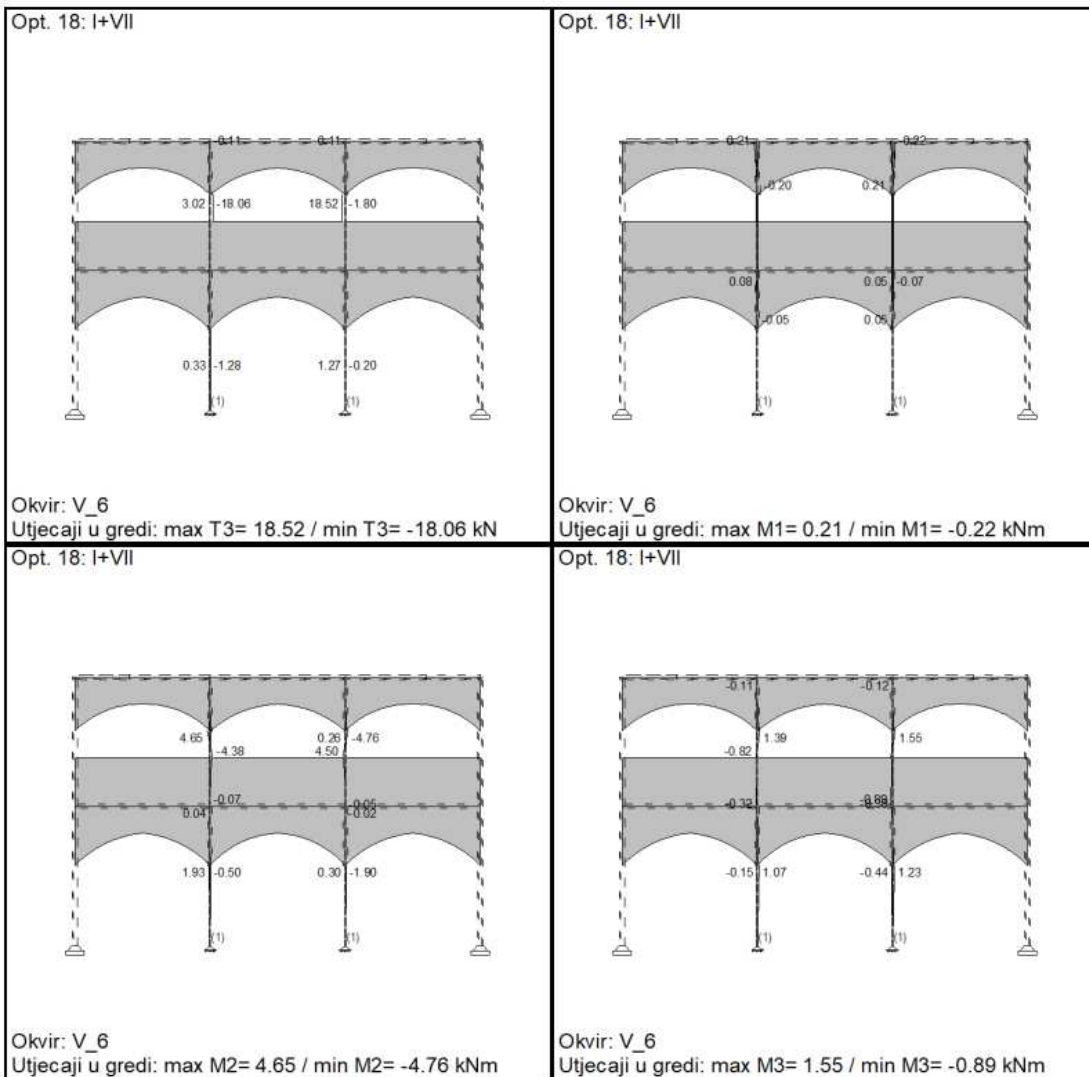 Opt. 18: I+VII
0.11 0.11
3.02 -18.06 18.52 -1.80
0.33 -1.28 1.27 -0.20
(1) (1)
Okvir: V_6
Utjecaji u gredi: max T3= 18.52 / min T3= -18.06 kN
Opt. 18: I+VII
0.21 -0.22
-0.20 0.21
0.08 0.05 -0.07
-0.05 0.05
(1) (1)
Okvir: V_6
Utjecaji u gredi: max M1= 0.21 / min M1= -0.22 kNm
Opt. 18: I+VII
4.65 0.26 -4.76
-4.38 4.50
-0.07 0.05
0.04 -0.02
1.93 -0.50 0.30 -1.90
(1) (1)
Okvir: V_6
Utjecaji u gredi: max M2= 4.65 / min M2= -4.76 kNm
Opt. 18: I+VII
-0.11 -0.12
1.39 1.55
-0.82
-0.32 -0.89
-0.15 1.07 -0.44 1.23
(1) (1)
Okvir: V_6
Utjecaji u gredi: max M3= 1.55 / min M3= -0.89 kNm